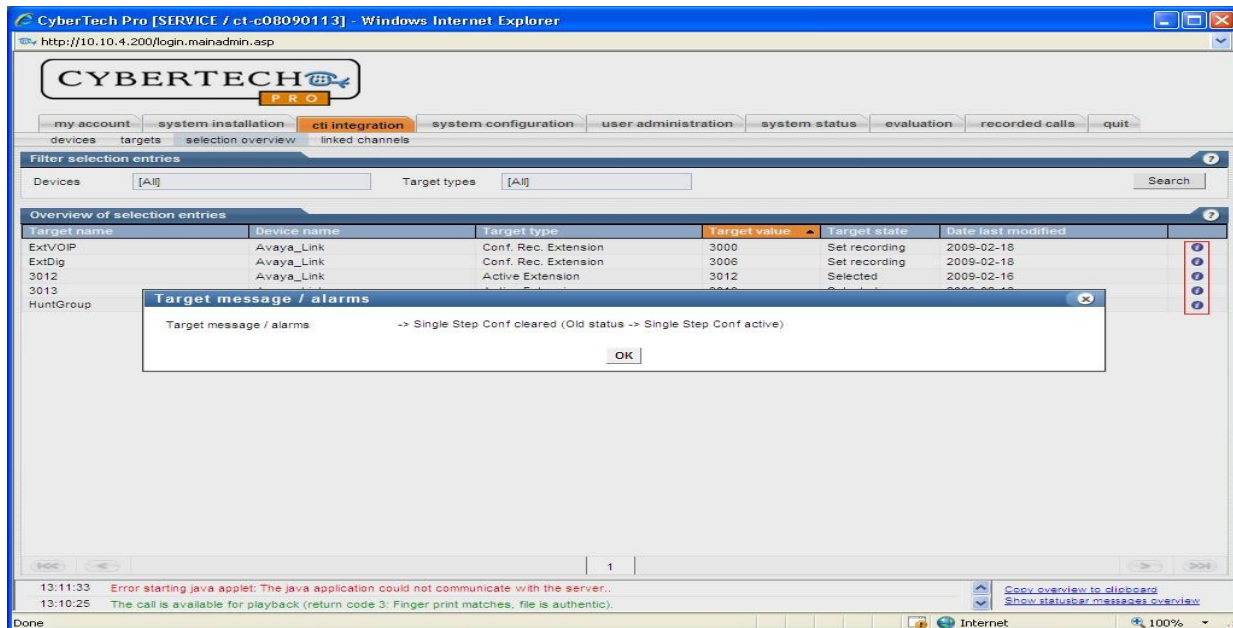 CyberTech Pro [SERVICE / ct-c08090113] - Windows Internet Explorer
http://10.10.4.200/login.mainadmin.asp
CYBERTECH
PRO
my account system installation cti integration system configuration user administration system status evaluation recorded calls quit
devices targets selection overview linked channels
Filter selection entries ?
Devices [All] Target types [All] Search
Overview of selection entries ?
Target name Device name Target type Target value Target state Date last modified
ExtVOIP Avaya_Link Conf. Rec. Extension 3000 Set recording 2009-02-18
ExtDig Avaya_Link Conf. Rec. Extension 3006 Set recording 2009-02-18
3012 Avaya_Link Active Extension 3012 Selected 2009-02-16
3013
HuntGroup
Target message / alarms
Target message / alarms -> Single Step Conf cleared (Old status -> Single Step Conf active)
OK
1
13:11:33 Error starting java applet: The java application could not communicate with the server..
13:10:25 The call is available for playback (return code 3: Finger print matches, file is authentic).
Copy overview to clipboard
Show statusbar messages overview
Done Internet 100%